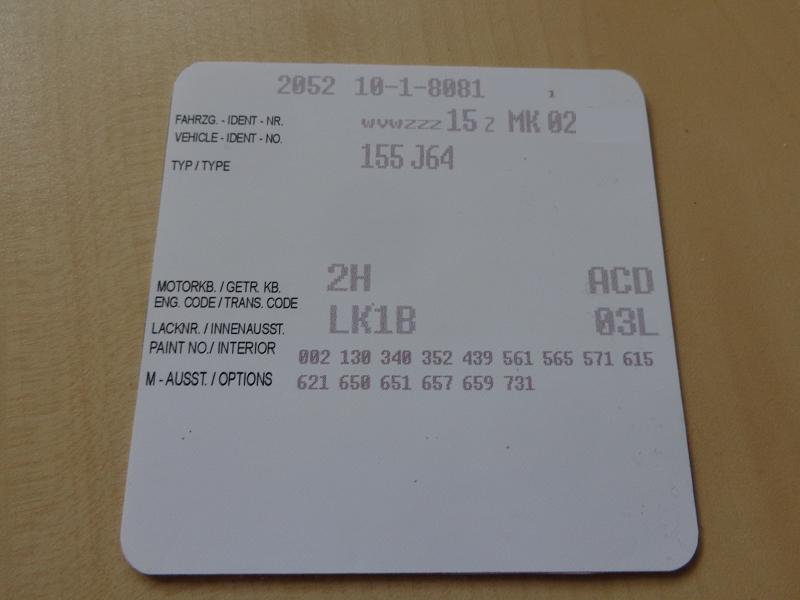 2052 10-1-8081 1
FAHRZG. - IDENT - NR. WVWZZZ 15 Z MK 02
VEHICLE - IDENT - NO.
TYP / TYPE 155 J64
MOTORKB. / GETR. KB. 2H ACD
ENG. CODE / TRANS. CODE
LACKNR. / INNENAUSST. LK1B 03L
PAINT NO./ INTERIOR
002 130 340 352 439 561 565 571 615
M - AUSST. / OPTIONS 621 650 651 657 659 731